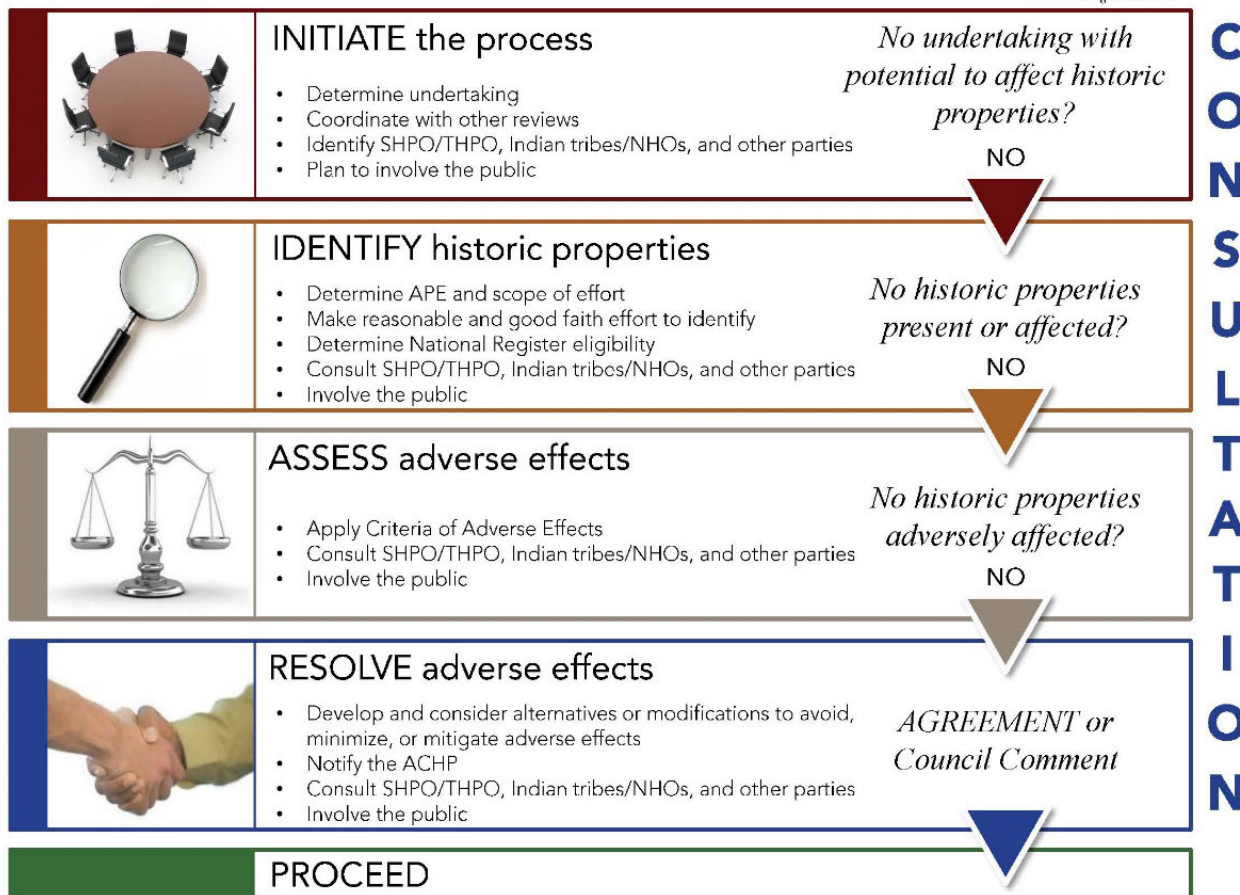 INITIATE the process
• Determine undertaking
• Coordinate with other reviews
• Identify SHPO/THPO, Indian tribes/NHOs, and other parties
• Plan to involve the public
No undertaking with
potential to affect historic
properties?
NO
IDENTIFY historic properties
• Determine APE and scope of effort
• Make reasonable and good faith effort to identify
• Determine National Register eligibility
• Consult SHPO/THPO, Indian tribes/NHOs, and other parties
• Involve the public
No historic properties
present or affected?
NO
ASSESS adverse effects
• Apply Criteria of Adverse Effects
• Consult SHPO/THPO, Indian tribes/NHOs, and other parties
• Involve the public
No historic properties
adversely affected?
NO
RESOLVE adverse effects
• Develop and consider alternatives or modifications to avoid,
minimize, or mitigate adverse effects
• Notify the ACHP
• Consult SHPO/THPO, Indian tribes/NHOs, and other parties
• Involve the public
AGREEMENT or
Council Comment
PROCEED
CONSULTATION